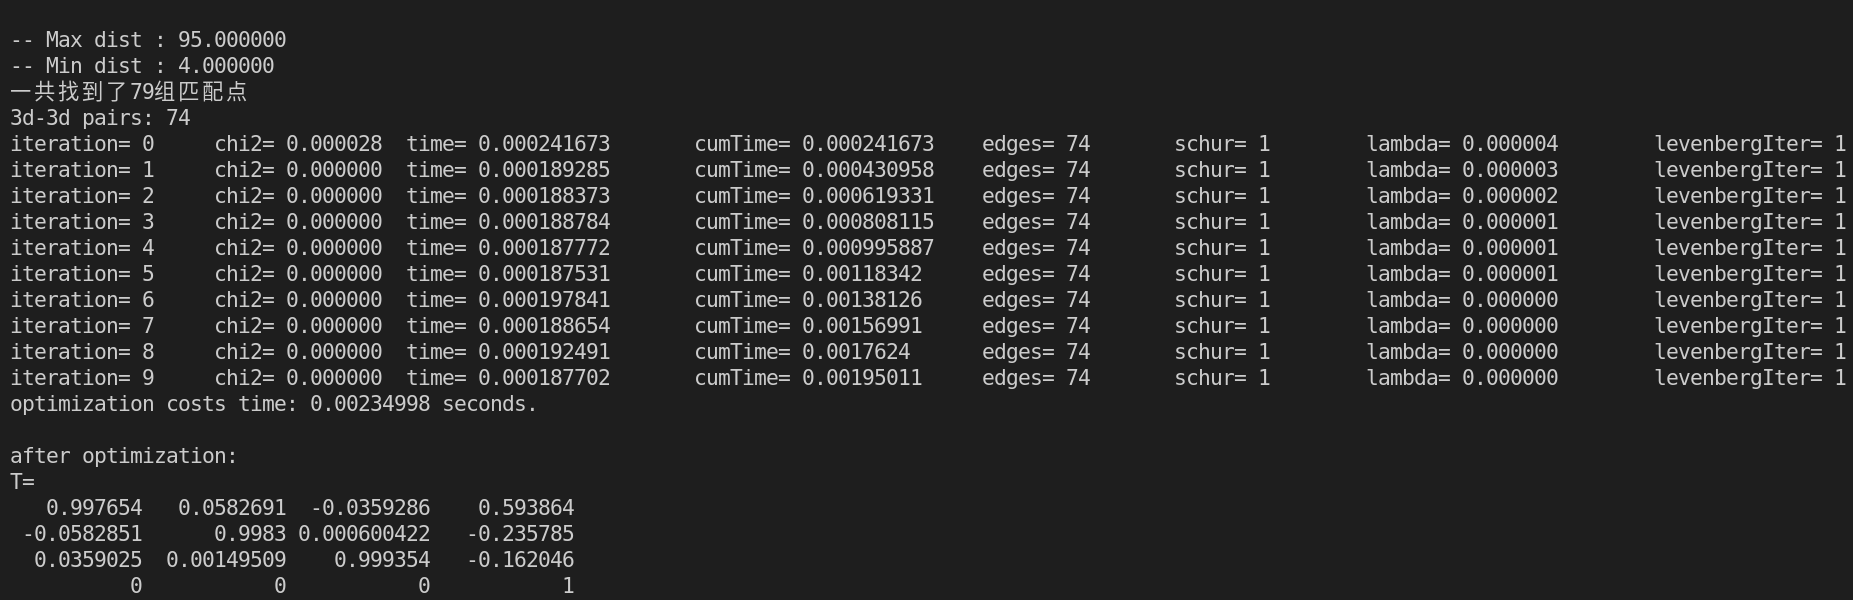 -- Max dist : 95.000000
-- Min dist : 4.000000
一共找到了79组匹配点
3d-3d pairs: 74
iteration= 0     chi2= 0.000028  time= 0.000241673       cumTime= 0.000241673    edges= 74       schur= 1        lambda= 0.000004        levenbergIter= 1
iteration= 1     chi2= 0.000000  time= 0.000189285       cumTime= 0.000430958    edges= 74       schur= 1        lambda= 0.000003        levenbergIter= 1
iteration= 2     chi2= 0.000000  time= 0.000188373       cumTime= 0.000619331    edges= 74       schur= 1        lambda= 0.000002        levenbergIter= 1
iteration= 3     chi2= 0.000000  time= 0.000188784       cumTime= 0.000808115    edges= 74       schur= 1        lambda= 0.000001        levenbergIter= 1
iteration= 4     chi2= 0.000000  time= 0.000187772       cumTime= 0.000995887    edges= 74       schur= 1        lambda= 0.000001        levenbergIter= 1
iteration= 5     chi2= 0.000000  time= 0.000187531       cumTime= 0.00118342     edges= 74       schur= 1        lambda= 0.000001        levenbergIter= 1
iteration= 6     chi2= 0.000000  time= 0.000197841       cumTime= 0.00138126     edges= 74       schur= 1        lambda= 0.000000        levenbergIter= 1
iteration= 7     chi2= 0.000000  time= 0.000188654       cumTime= 0.00156991     edges= 74       schur= 1        lambda= 0.000000        levenbergIter= 1
iteration= 8     chi2= 0.000000  time= 0.000192491       cumTime= 0.0017624      edges= 74       schur= 1        lambda= 0.000000        levenbergIter= 1
iteration= 9     chi2= 0.000000  time= 0.000187702       cumTime= 0.00195011     edges= 74       schur= 1        lambda= 0.000000        levenbergIter= 1
optimization costs time: 0.00234998 seconds.

after optimization:
T=
   0.997654   0.0582691  -0.0359286    0.593864
 -0.0582851      0.9983 0.000600422   -0.235785
  0.0359025  0.00149509    0.999354   -0.162046
          0           0           0           1